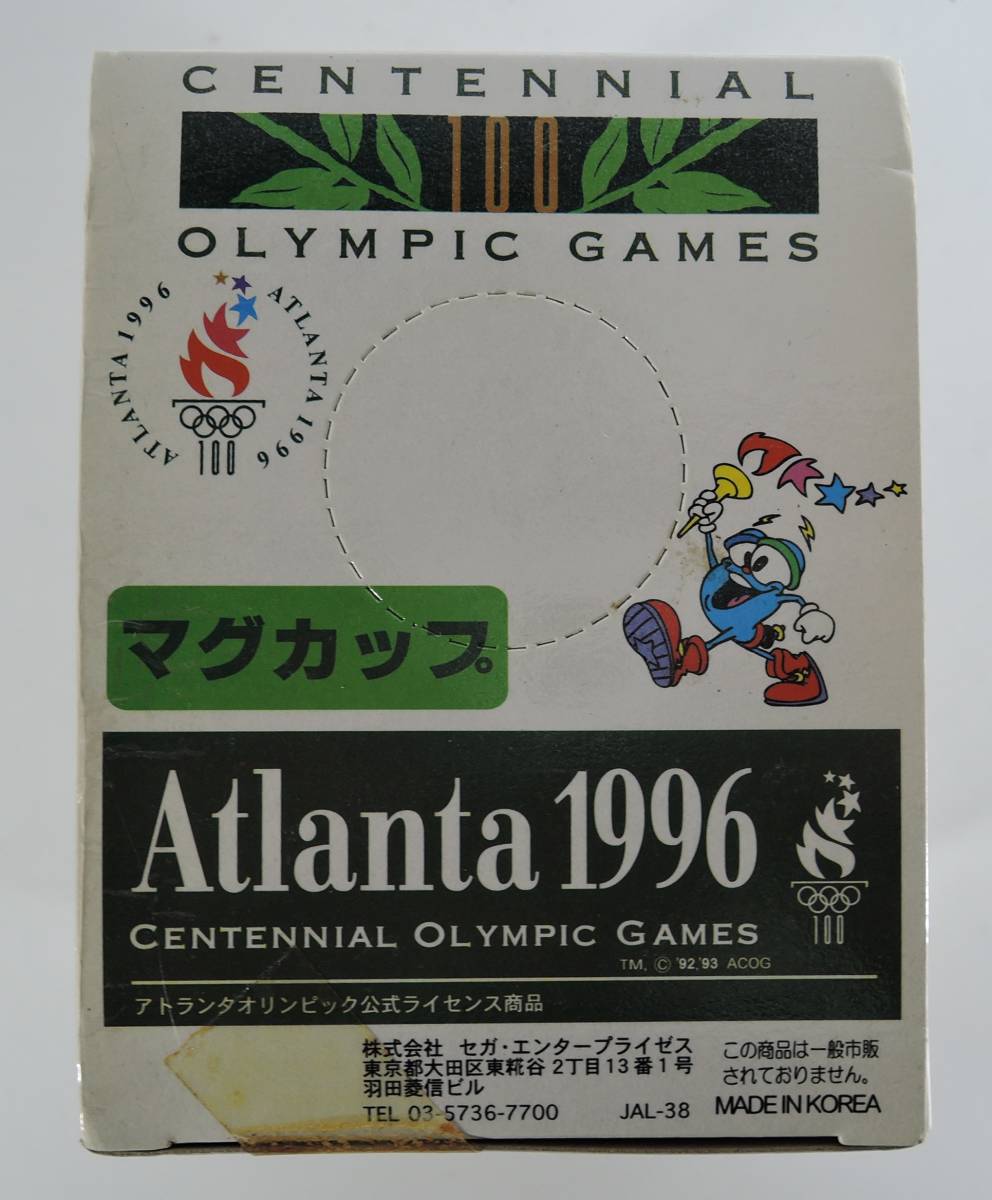 CENTENNIAL
100
OLYMPIC GAMES
ATLANTA 1996
ATLANTA 1996
100
マグカップ
Atlanta 1996
CENTENNIAL OLYMPIC GAMES
100
TM, © '92,'93 ACOG
アトランタオリンピック公式ライセンス商品
株式会社 セガ・エンタープライゼス
東京都大田区東糀谷2丁目13番1号
羽田菱信ビル
TEL 03-5736-7700 JAL-38
この商品は一般市販
されておりません。
MADE IN KOREA